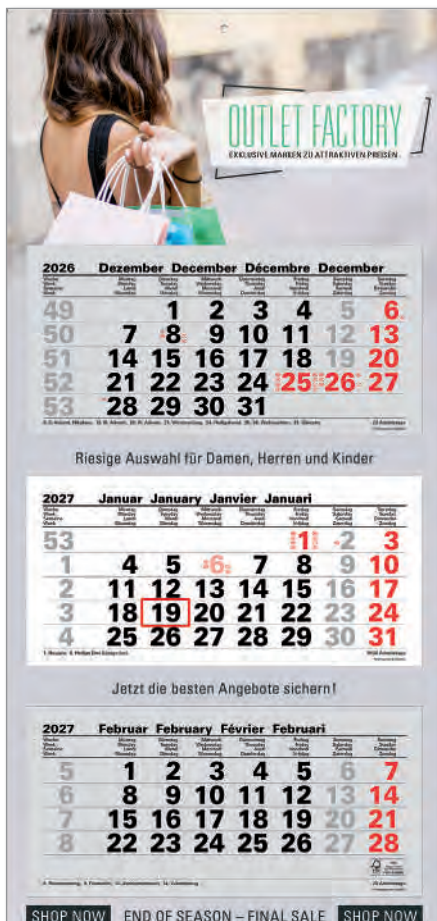 OUTLET FACTORY
EXKLUSIVE MARKEN ZU ATTRAKTIVEN PREISEN
2026 Dezember December Décembre December
49 1 2 3 4 5 6
50 7 8 9 10 11 12 13
51 14 15 16 17 18 19 20
52 21 22 23 24 25 26 27
53 28 29 30 31
Riesige Auswahl für Damen, Herren und Kinder
2027 Januar January Janvier Januari
53 1 2 3
1 4 5 6 7 8 9 10
2 11 12 13 14 15 16 17
3 18 19 20 21 22 23 24
4 25 26 27 28 29 30 31
Jetzt die besten Angebote sichern!
2027 Februar February Février Februari
5 1 2 3 4 5 6 7
6 8 9 10 11 12 13 14
7 15 16 17 18 19 20 21
8 22 23 24 25 26 27 28
SHOP NOW END OF SEASON – FINAL SALE SHOP NOW